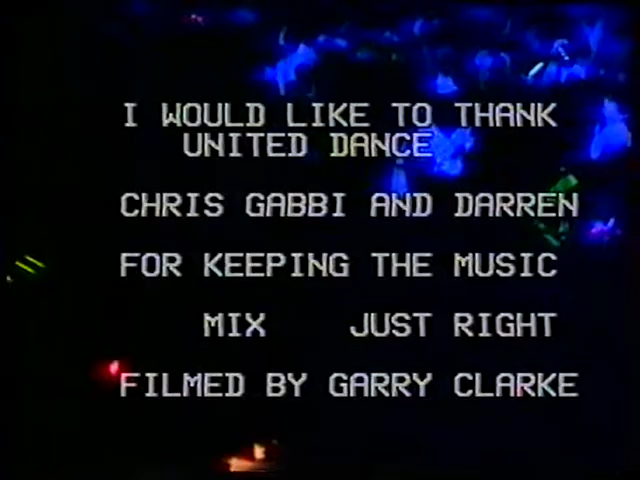 I WOULD LIKE TO THANK
UNITED DANCE
CHRIS GABBI AND DARREN
FOR KEEPING THE MUSIC
MIX JUST RIGHT
FILMED BY GARRY CLARKE